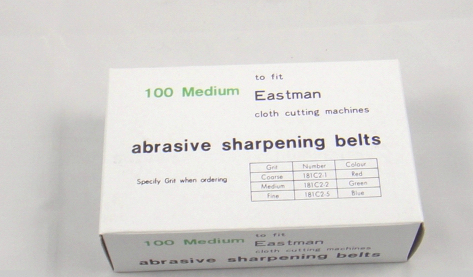 to fit
100 Medium Eastman
cloth cutting machines
abrasive sharpening belts
Specify Grit when ordering
Grit Number Colour
Coarse 181C2-1 Red
Medium 181C2-2 Green
Fine 181C2-5 Blue
to fit
100 Medium Eastman
cloth cutting machines
abrasive sharpening belts